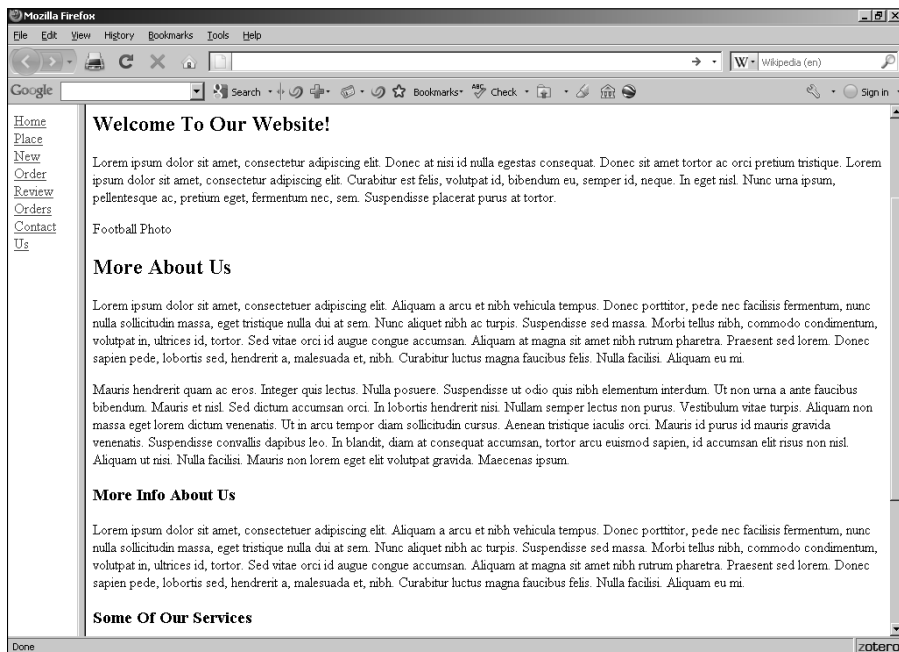 Mozilla Firefox
File Edit View History Bookmarks Tools Help
W Wikipedia (en)
Google Search Bookmarks ABC Check Sign in
Home
Place
New
Order
Review
Orders
Contact
Us
Welcome To Our Website!
Lorem ipsum dolor sit amet, consectetur adipiscing elit. Donec at nisi id nulla egestas consequat. Donec sit amet tortor ac orci pretium tristique. Lorem
ipsum dolor sit amet, consectetur adipiscing elit. Curabitur est felis, volutpat id, bibendum eu, semper id, neque. In eget nisl. Nunc urna ipsum,
pellentesque ac, pretium eget, fermentum nec, sem. Suspendisse placerat purus at tortor.
Football Photo
More About Us
Lorem ipsum dolor sit amet, consectetuer adipiscing elit. Aliquam a arcu et nibh vehicula tempus. Donec porttitor, pede nec facilisis fermentum, nunc
nulla sollicitudin massa, eget tristique nulla dui at sem. Nunc aliquet nibh ac turpis. Suspendisse sed massa. Morbi tellus nibh, commodo condimentum,
volutpat in, ultrices id, tortor. Sed vitae orci id augue congue accumsan. Aliquam at magna sit amet nibh rutrum pharetra. Praesent sed lorem. Donec
sapien pede, lobortis sed, hendrerit a, malesuada et, nibh. Curabitur luctus magna faucibus felis. Nulla facilisi. Aliquam eu mi.
Mauris hendrerit quam ac eros. Integer quis lectus. Nulla posuere. Suspendisse ut odio quis nibh elementum interdum. Ut non urna a ante faucibus
bibendum. Mauris et nisl. Sed dictum accumsan orci. In lobortis hendrerit nisi. Nullam semper lectus non purus. Vestibulum vitae turpis. Aliquam non
massa eget lorem dictum venenatis. Ut in arcu tempor diam sollicitudin cursus. Aenean tristique iaculis orci. Mauris id purus id mauris gravida
venenatis. Suspendisse convallis dapibus leo. In blandit, diam at consequat accumsan, tortor arcu euismod sapien, id accumsan elit risus non nisl.
Aliquam ut nisi. Nulla facilisi. Mauris non lorem eget elit volutpat gravida. Maecenas ipsum.
More Info About Us
Lorem ipsum dolor sit amet, consectetuer adipiscing elit. Aliquam a arcu et nibh vehicula tempus. Donec porttitor, pede nec facilisis fermentum, nunc
nulla sollicitudin massa, eget tristique nulla dui at sem. Nunc aliquet nibh ac turpis. Suspendisse sed massa. Morbi tellus nibh, commodo condimentum,
volutpat in, ultrices id, tortor. Sed vitae orci id augue congue accumsan. Aliquam at magna sit amet nibh rutrum pharetra. Praesent sed lorem. Donec
sapien pede, lobortis sed, hendrerit a, malesuada et, nibh. Curabitur luctus magna faucibus felis. Nulla facilisi. Aliquam eu mi.
Some Of Our Services
Done zotero